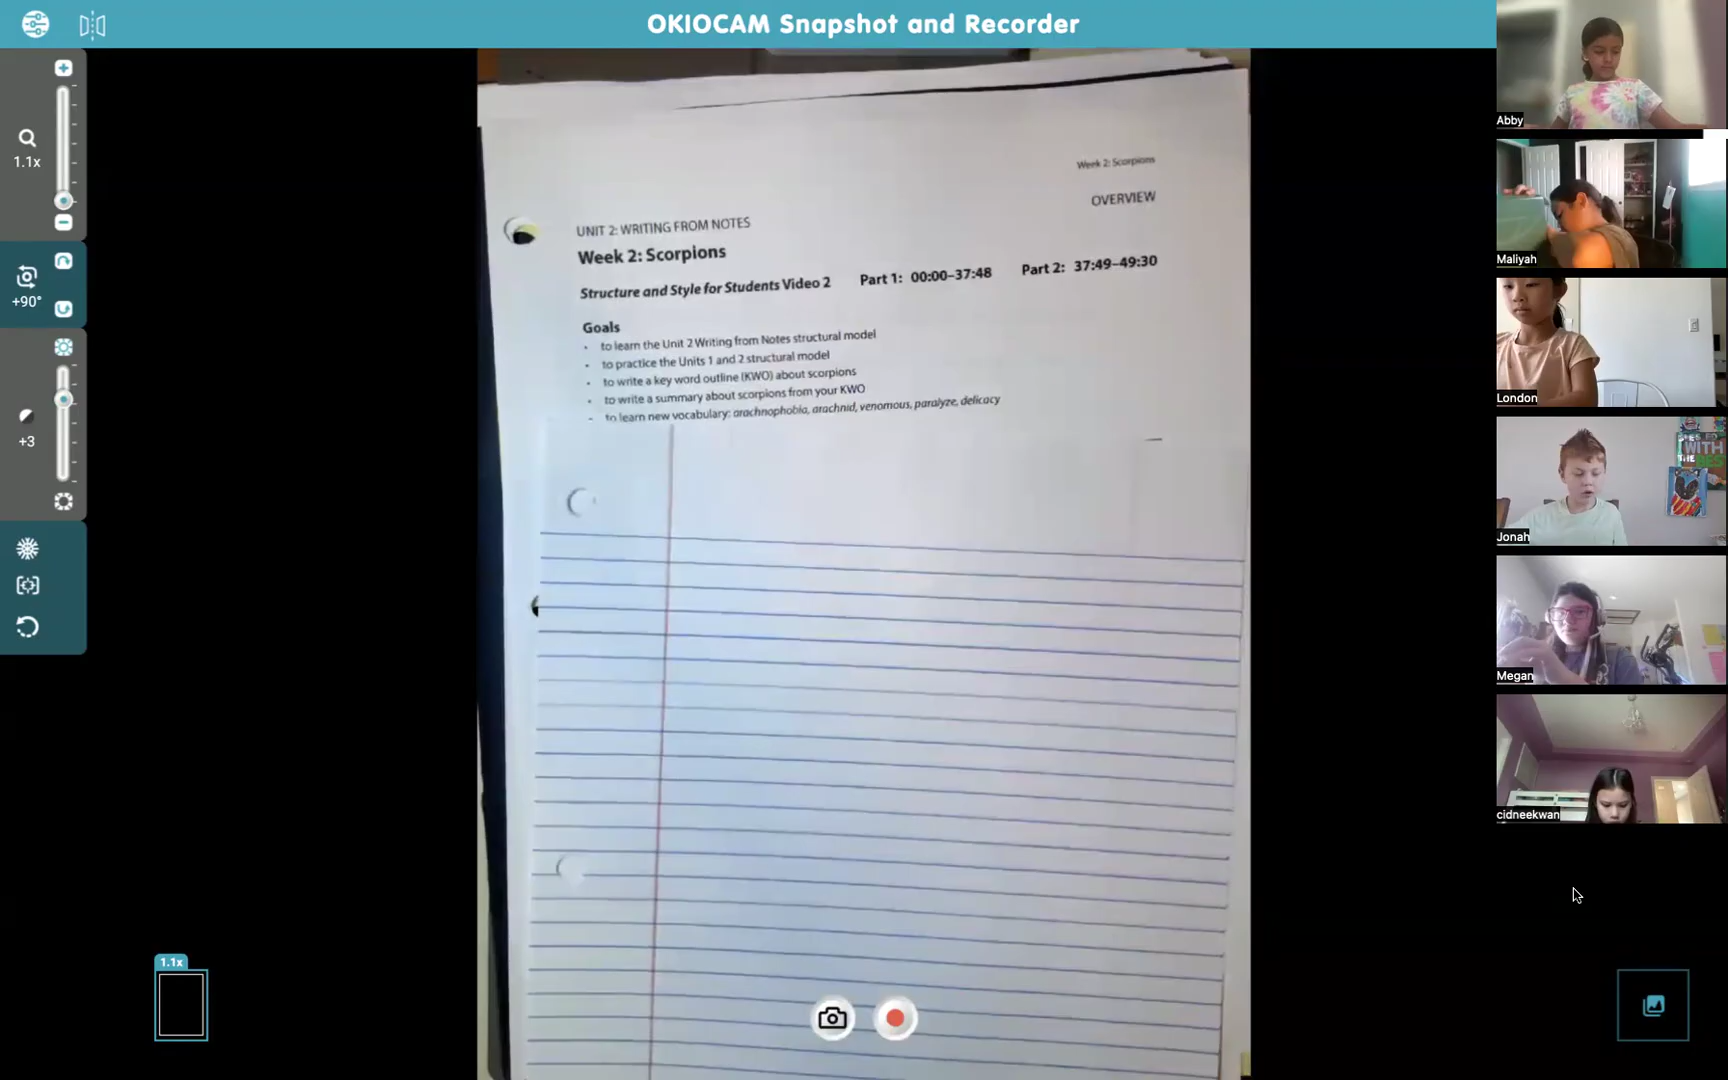 OKIOCAM Snapshot and Recorder
1.1x
+90°
+3
1.1x
Week 2: Scorpions
OVERVIEW
UNIT 2: WRITING FROM NOTES
Week 2: Scorpions
Structure and Style for Students Video 2 Part 1: 00:00–37:48 Part 2: 37:49–49:30
Goals
• to learn the Unit 2 Writing from Notes structural model
• to practice the Units 1 and 2 structural model
• to write a key word outline (KWO) about scorpions
• to write a summary about scorpions from your KWO
• to learn new vocabulary: arachnophobia, arachnid, venomous, paralyze, delicacy
Abby
Maliyah
London
Jonah
WITH
THE
Megan
cidneekwan